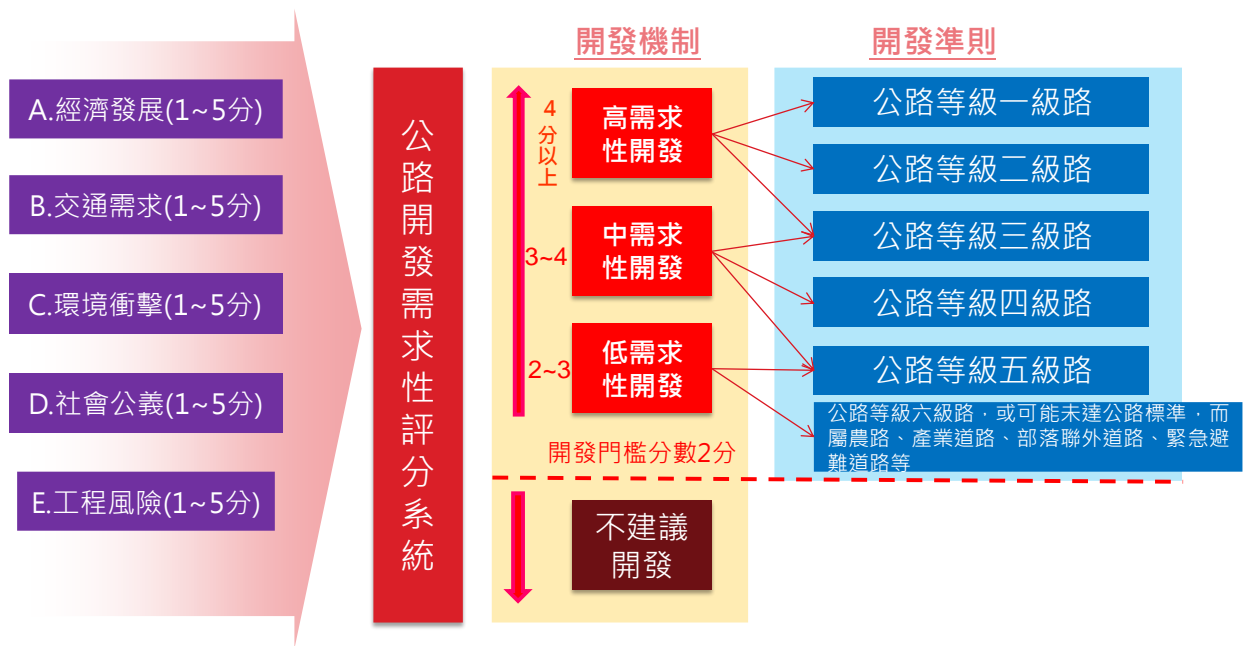 開發機制
開發準則
A.經濟發展(1~5分)
B.交通需求(1~5分)
C.環境衝擊(1~5分)
D.社會公義(1~5分)
E.工程風險(1~5分)
公路開發需求性評分系統
4分以上
高需求
性開發
3~4
中需求
性開發
2~3
低需求
性開發
開發門檻分數2分
不建議
開發
公路等級一級路
公路等級二級路
公路等級三級路
公路等級四級路
公路等級五級路
公路等級六級路，或可能未達公路標準，而
屬農路、產業道路、部落聯外道路、緊急避
難道路等